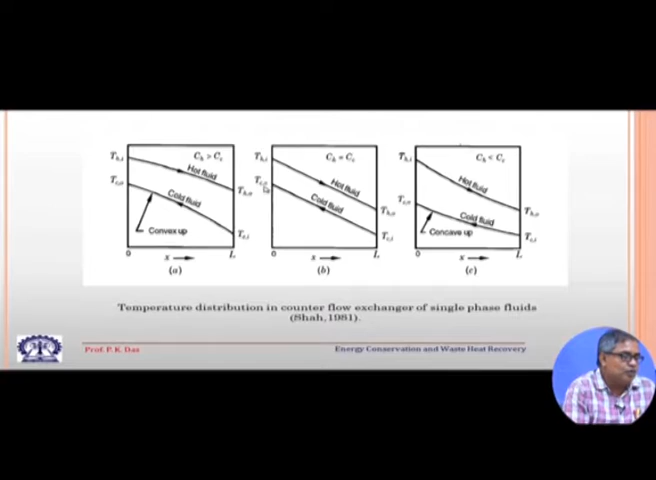 C_h > C_c
T_h,i
Hot fluid
T_c,o
Cold fluid
T_h,o
Convex up
T_c,i
0
x
L
(a)
C_h = C_c
T_h,i
T_c,o
Hot fluid
Cold fluid
T_h,o
T_c,i
0
x
L
(b)
C_h < C_c
T_h,i
Hot fluid
T_c,o
Cold fluid
T_h,o
Concave up
T_c,i
0
x
L
(c)
Temperature distribution in counter flow exchanger of single phase fluids
(Shah,1981).
Prof. P. K. Das
Energy Conservation and Waste Heat Recovery